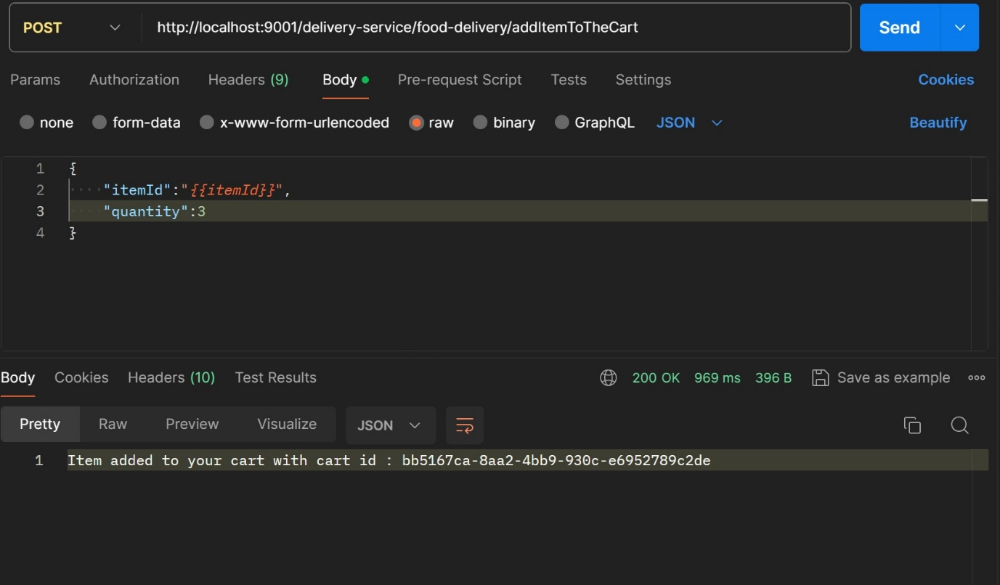 POST http://localhost:9001/delivery-service/food-delivery/addItemToTheCart Send
Params Authorization Headers (9) Body Pre-request Script Tests Settings Cookies
none form-data x-www-form-urlencoded raw binary GraphQL JSON Beautify
1 {
2 "itemId":"{{itemId}}",
3 "quantity":3
4 }
Body Cookies Headers (10) Test Results 200 OK 969 ms 396 B Save as example
Pretty Raw Preview Visualize JSON
1 Item added to your cart with cart id : bb5167ca-8aa2-4bb9-930c-e6952789c2de